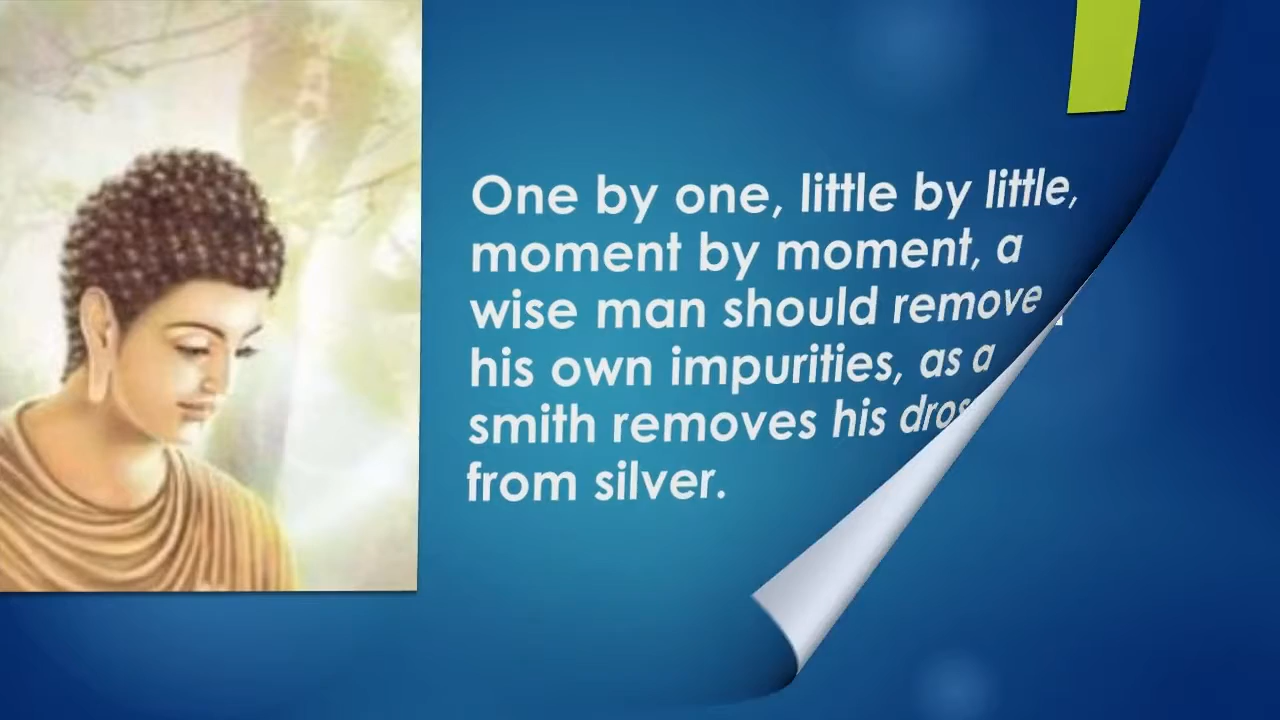 One by one, little by little,
moment by moment, a
wise man should remove
his own impurities, as a
smith removes his
from silver.